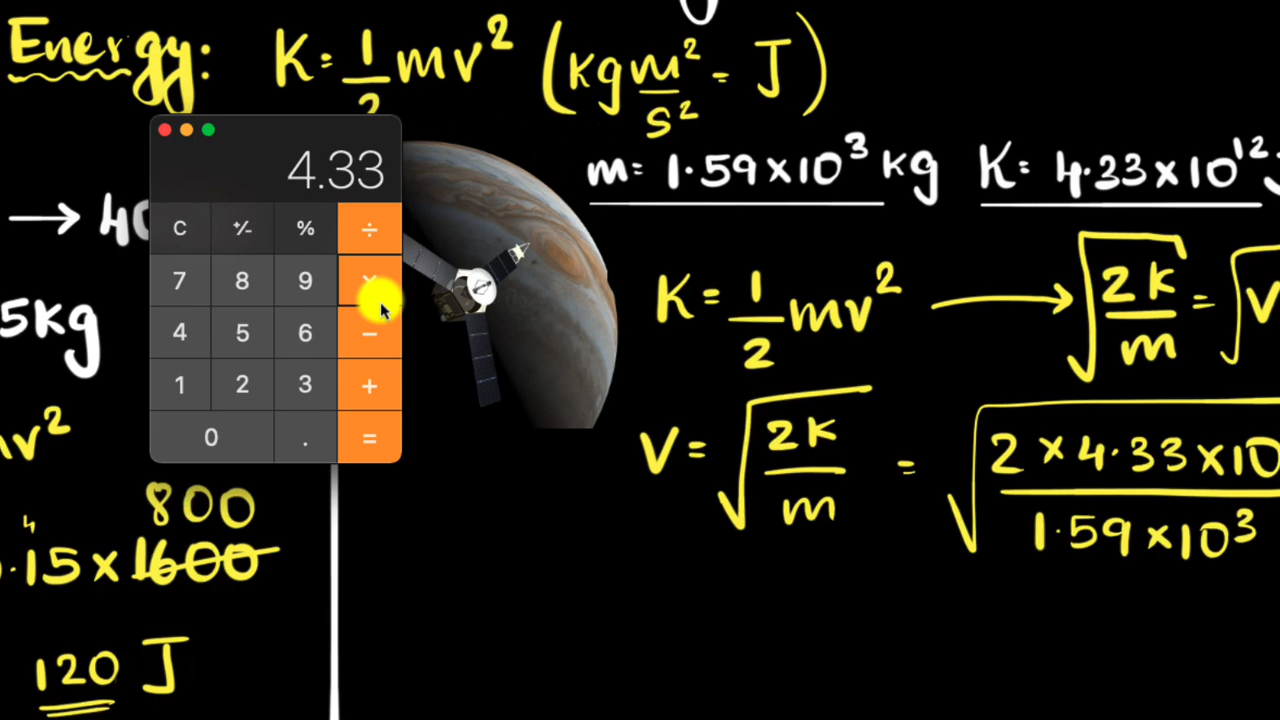 Energy: K = 1/2 mv² (kg m²/s² = J)
4.33
m = 1.59 × 10³ kg
K = 4.33 × 10¹² J
→ 40
C +/- % ÷
7 8 9 ×
4 5 6 −
1 2 3 +
0 . =
5kg
K = 1/2 mv² → √(2K/m) = √V
mv²
V = √(2K/m) = √(2 × 4.33 × 10 / 1.59 × 10³)
800
4
.15 × 1600
120 J